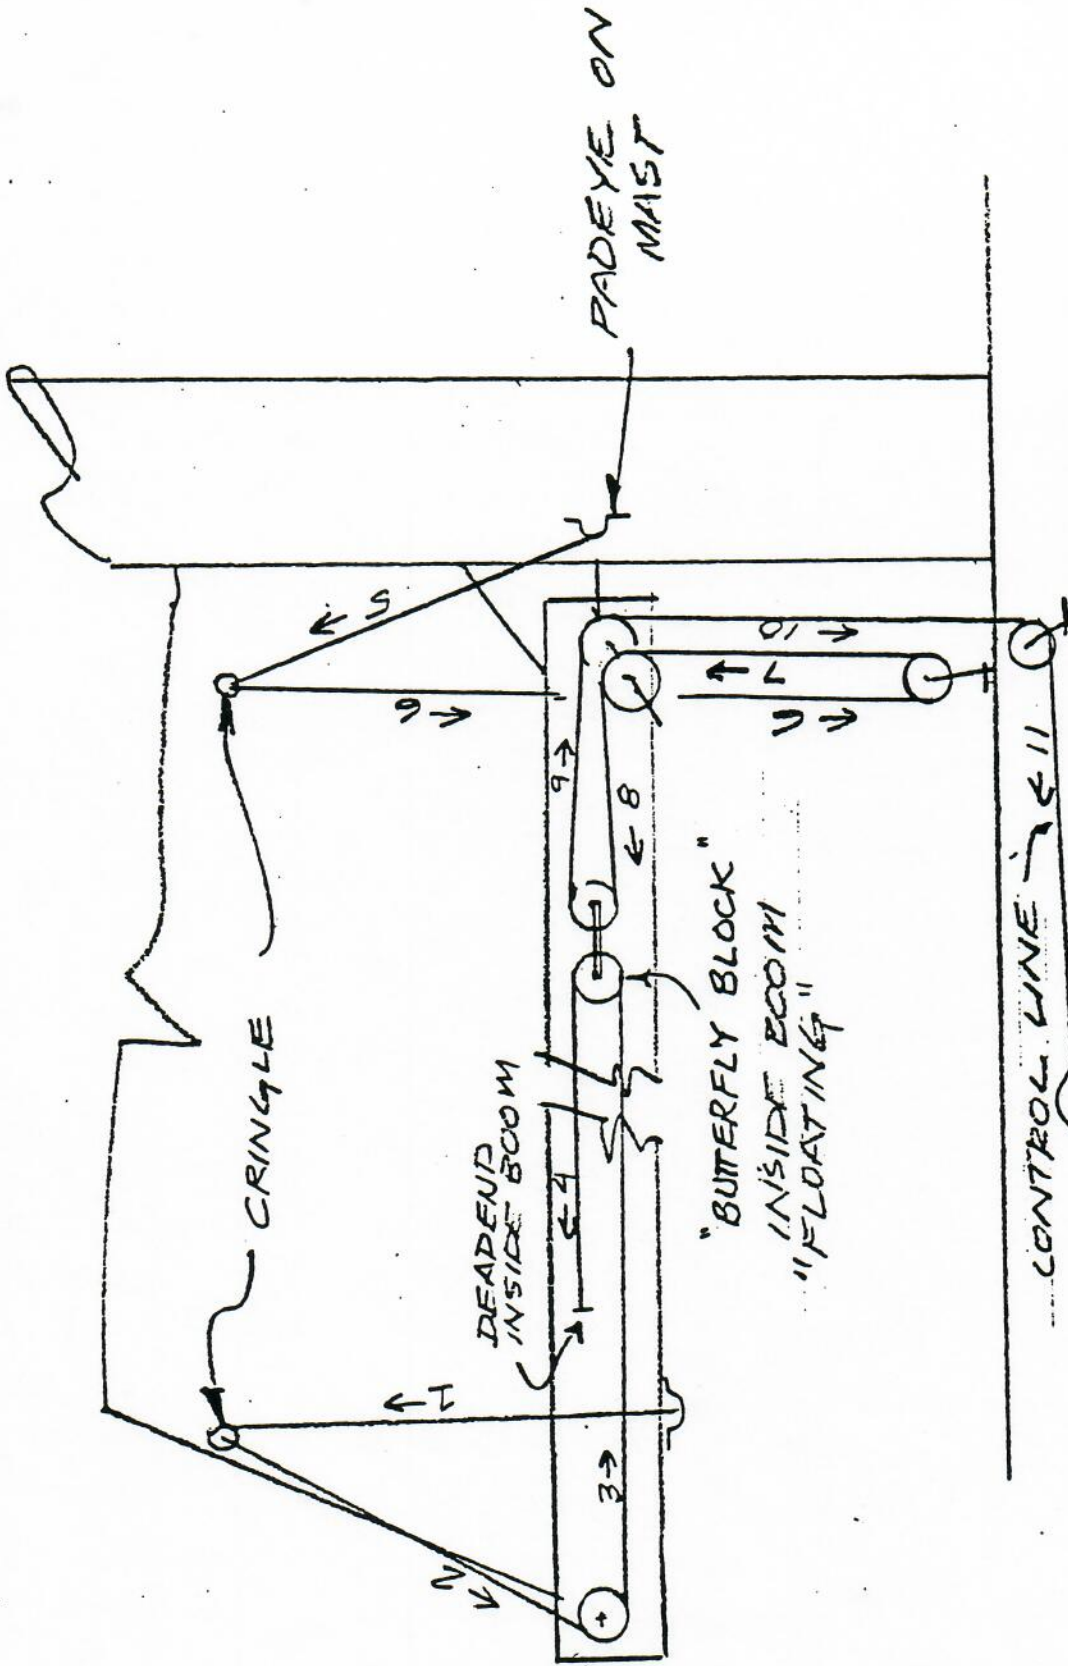 PADEYE ON
MAST
CRINGLE
DEADEND
INSIDE BOOM
"BUTTERFLY BLOCK"
INSIDE BOOM
"FLOATING"
CONTROL LINE
1
2
3
4
5
6
6
7
8
9
10
11